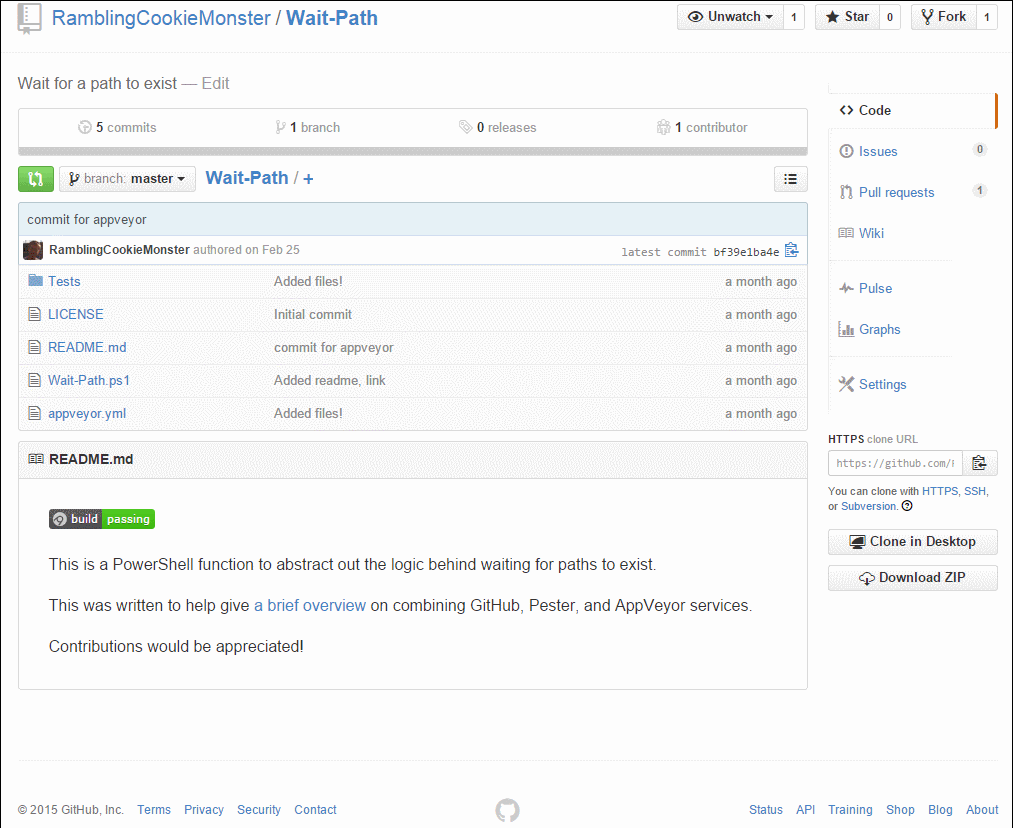 RamblingCookieMonster / Wait-Path Unwatch 1 Star 0 Fork 1
Wait for a path to exist — Edit
5 commits 1 branch 0 releases 1 contributor
branch: master Wait-Path / +
commit for appveyor
RamblingCookieMonster authored on Feb 25 latest commit bf39e1ba4e
Tests Added files! a month ago
LICENSE Initial commit a month ago
README.md commit for appveyor a month ago
Wait-Path.ps1 Added readme, link a month ago
appveyor.yml Added files! a month ago
README.md
build passing
This is a PowerShell function to abstract out the logic behind waiting for paths to exist.
This was written to help give a brief overview on combining GitHub, Pester, and AppVeyor services.
Contributions would be appreciated!
Code
Issues 0
Pull requests 1
Wiki
Pulse
Graphs
Settings
HTTPS clone URL
https://github.com/
You can clone with HTTPS, SSH,
or Subversion.
Clone in Desktop
Download ZIP
© 2015 GitHub, Inc. Terms Privacy Security Contact Status API Training Shop Blog About